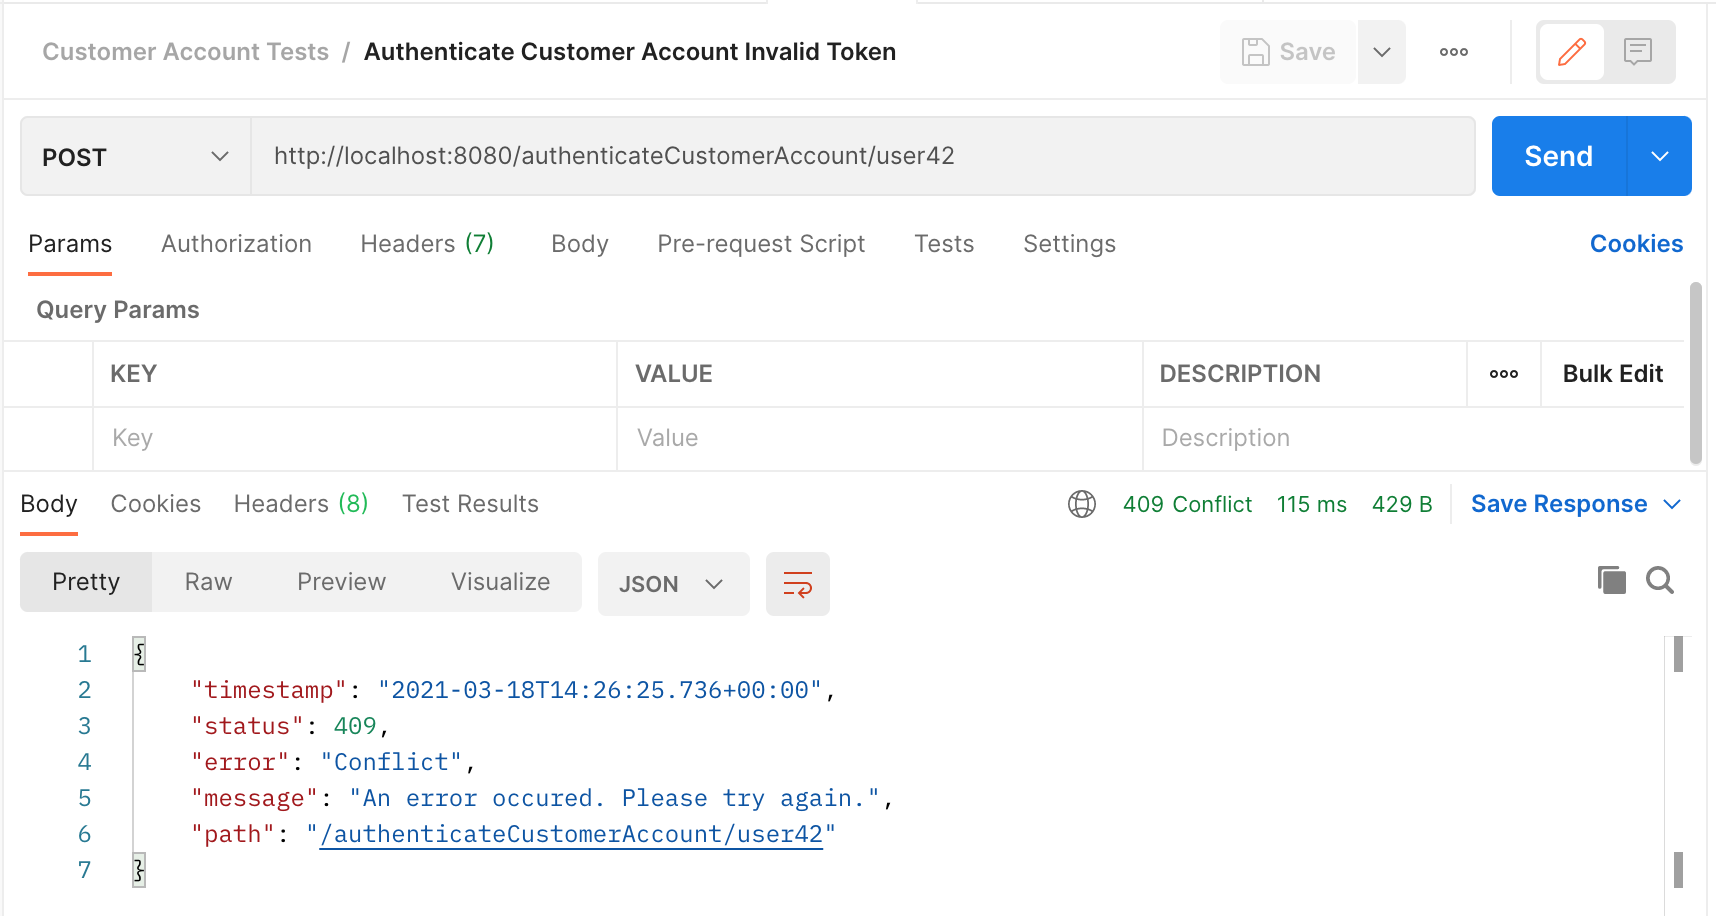 Customer Account Tests / Authenticate Customer Account Invalid Token
Save
POST
http://localhost:8080/authenticateCustomerAccount/user42
Send
Params Authorization Headers (7) Body Pre-request Script Tests Settings Cookies
Query Params
KEY VALUE DESCRIPTION Bulk Edit
Key Value Description
Body Cookies Headers (8) Test Results 409 Conflict 115 ms 429 B Save Response
Pretty Raw Preview Visualize JSON
1 {
2 "timestamp": "2021-03-18T14:26:25.736+00:00",
3 "status": 409,
4 "error": "Conflict",
5 "message": "An error occured. Please try again.",
6 "path": "/authenticateCustomerAccount/user42"
7 }